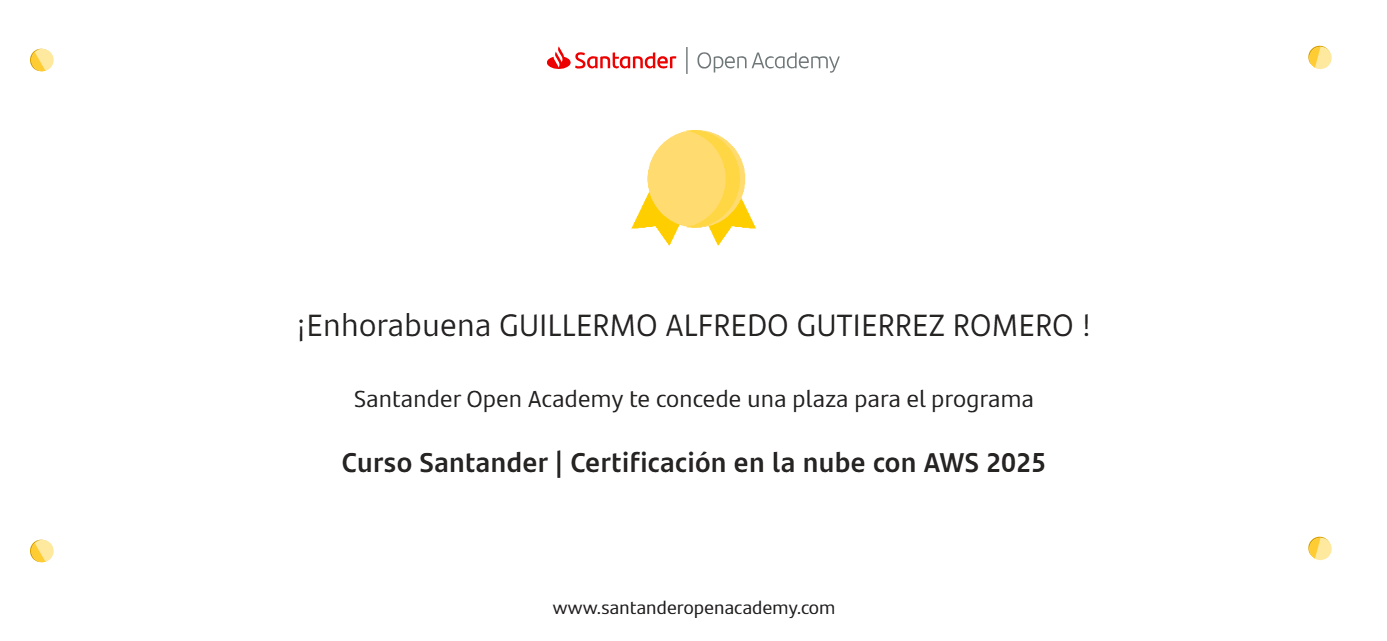 Santander | Open Academy
¡Enhorabuena GUILLERMO ALFREDO GUTIERREZ ROMERO !
Santander Open Academy te concede una plaza para el programa
Curso Santander | Certificación en la nube con AWS 2025
www.santanderopenacademy.com